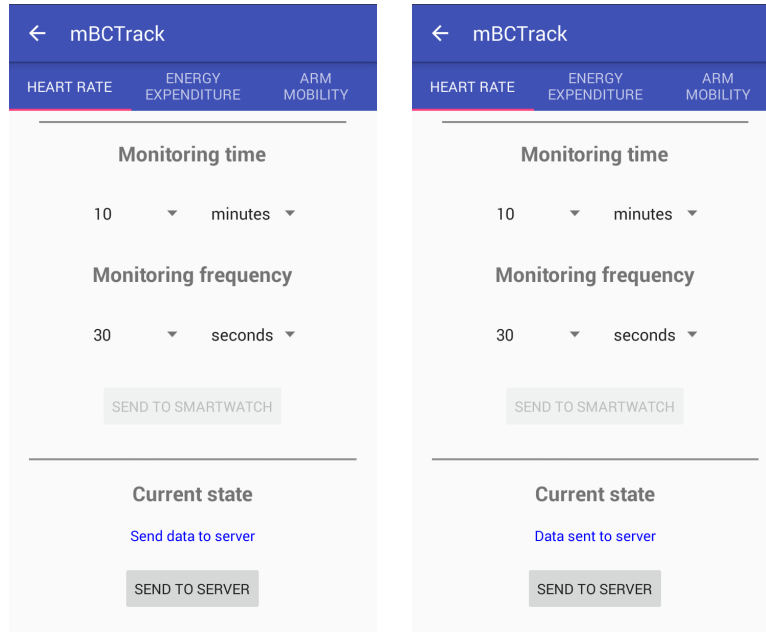 mBCTrack
HEART RATE
ENERGY
EXPENDITURE
ARM
MOBILITY
Monitoring time
10 minutes
Monitoring frequency
30 seconds
SEND TO SMARTWATCH
Current state
Send data to server
SEND TO SERVER
mBCTrack
HEART RATE
ENERGY
EXPENDITURE
ARM
MOBILITY
Monitoring time
10 minutes
Monitoring frequency
30 seconds
SEND TO SMARTWATCH
Current state
Data sent to server
SEND TO SERVER